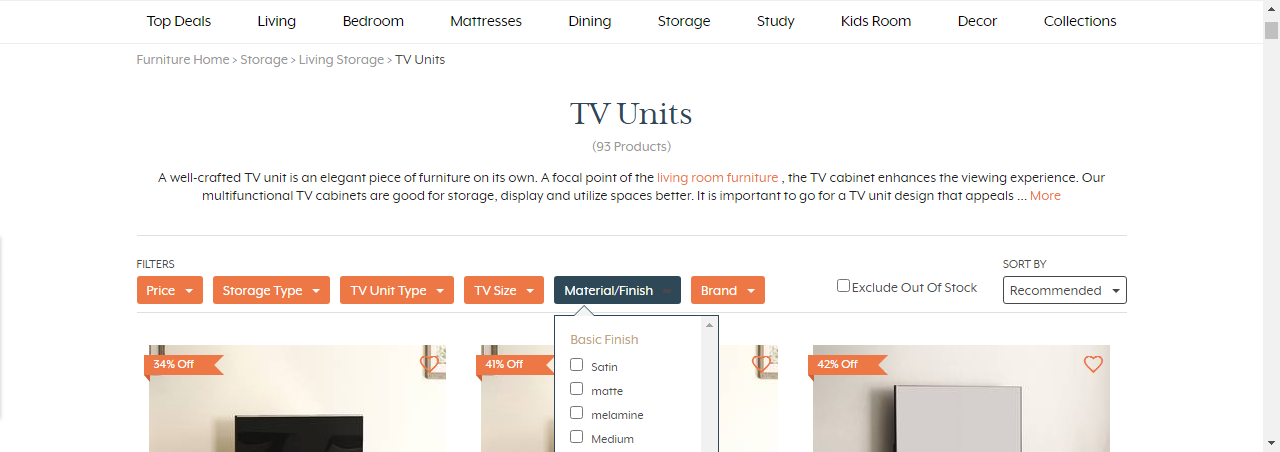 Top Deals Living Bedroom Mattresses Dining Storage Study Kids Room Decor Collections
Furniture Home > Storage > Living Storage > TV Units
TV Units
(93 Products)
A well-crafted TV unit is an elegant piece of furniture on its own. A focal point of the living room furniture , the TV cabinet enhances the viewing experience. Our
multifunctional TV cabinets are good for storage, display and utilize spaces better. It is important to go for a TV unit design that appeals ... More
FILTERS
Price Storage Type TV Unit Type TV Size Material/Finish Brand
Exclude Out Of Stock
SORT BY
Recommended
Basic Finish
Satin
matte
melamine
Medium
34% Off
41% Off
42% Off